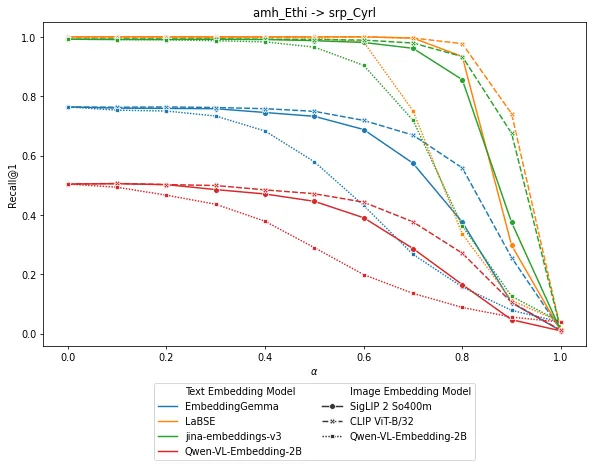 amh_Ethi -> srp_Cyrl
Recall@1
1.0
0.8
0.6
0.4
0.2
0.0
0.0 0.2 0.4 0.6 0.8 1.0
α
Text Embedding Model Image Embedding Model
EmbeddingGemma SigLIP 2 So400m
LaBSE CLIP ViT-B/32
jina-embeddings-v3 Qwen-VL-Embedding-2B
Qwen-VL-Embedding-2B